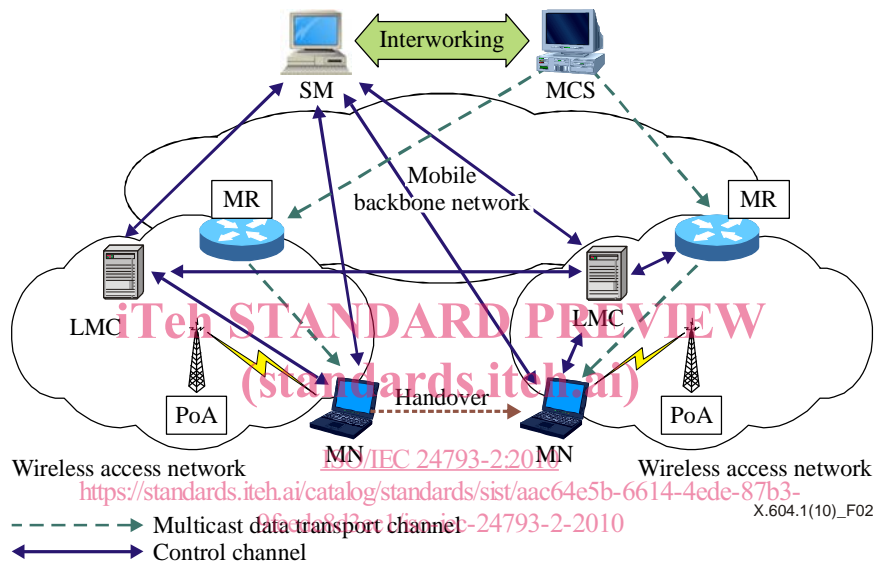 Interworking
SM
MCS
Mobile
backbone network
MR
MR
LMC
LMC
iTeh STANDARD PREVIEW
(standards.iteh.ai)
PoA
Handover
PoA
MN
MN
ISO/IEC 24793-2:2010
Wireless access network
Wireless access network
https://standards.iteh.ai/catalog/standards/sist/aac64e5b-6614-4ede-87b3-
X.604.1(10)_F02
Multicast data transport channel
iso-iec-24793-2-2010
Control channel